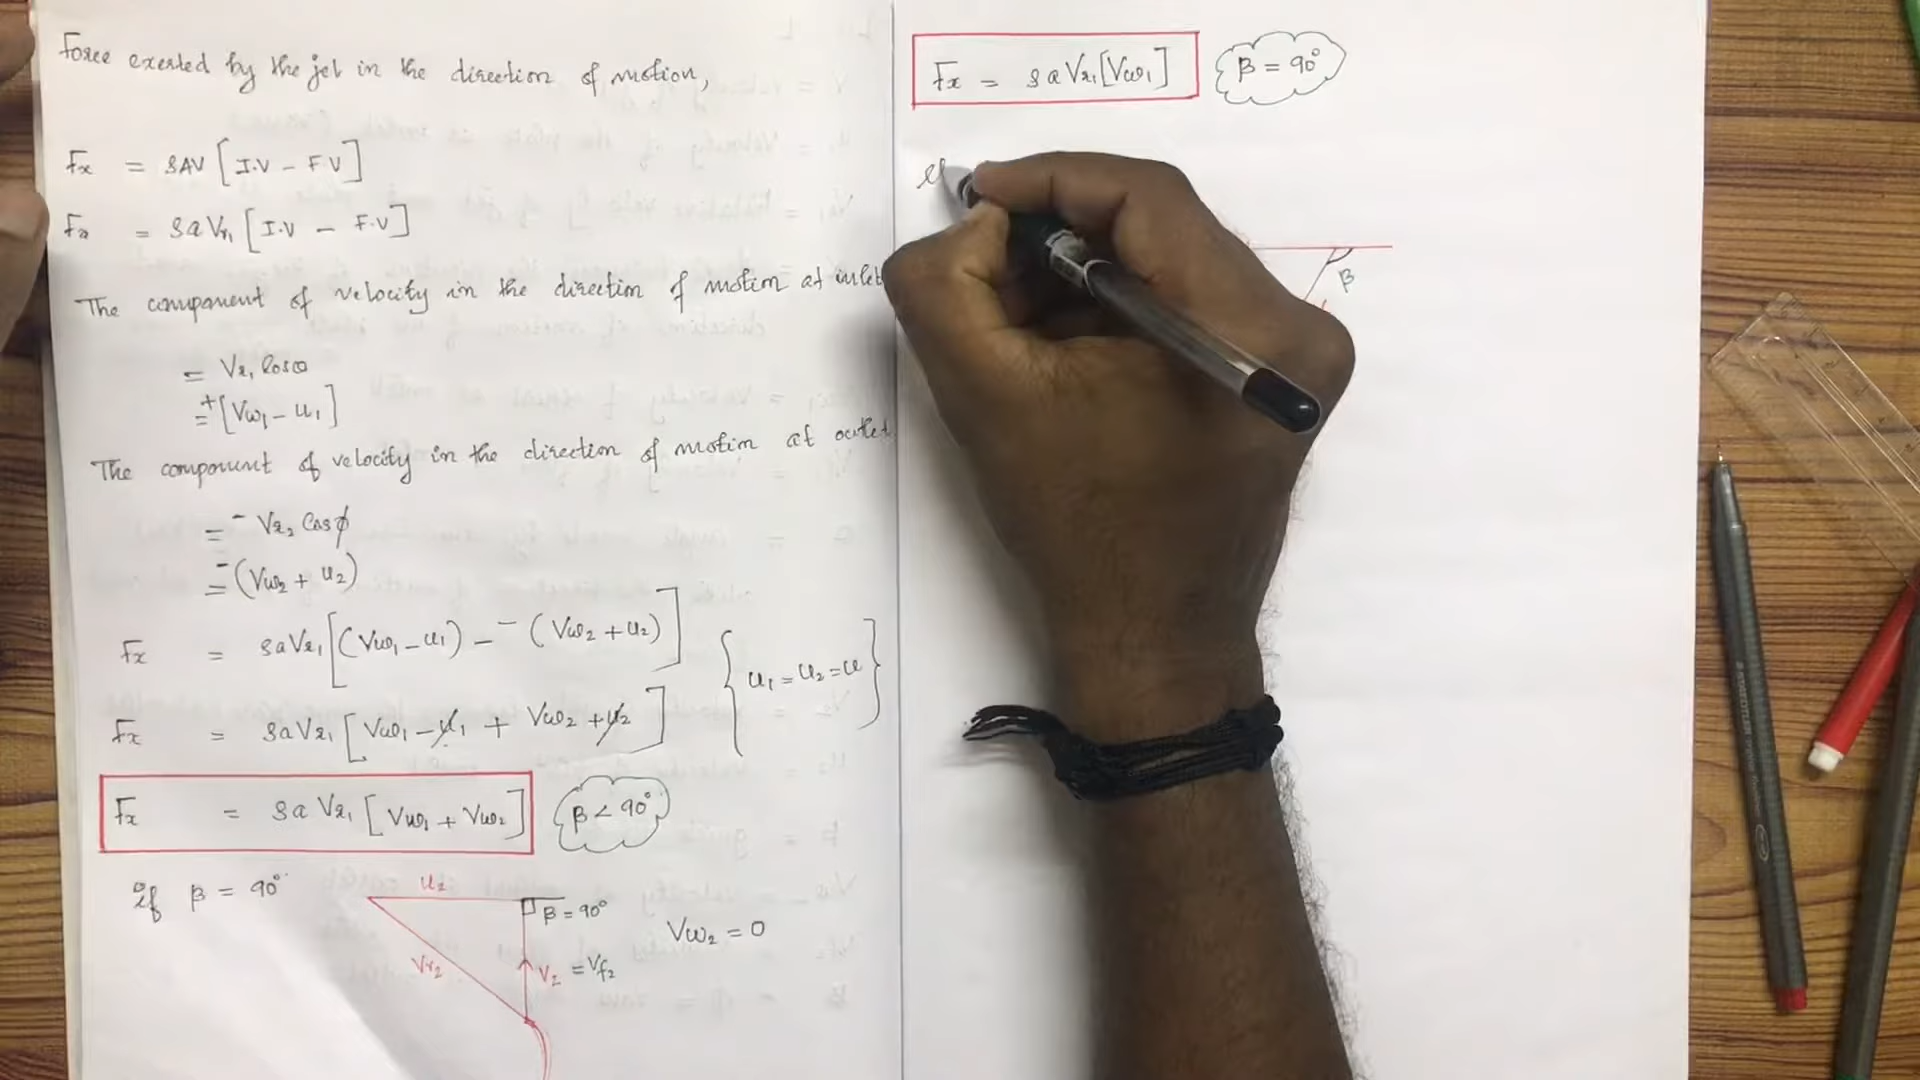 Force exerted by the jet in the direction of motion,
Fx = ρAV [I.V - F.V]
Fx = ρaVr₁ [I.V - F.V]
The component of velocity in the direction of motion at inlet
= Vr₁ Cosθ
= +[Vw₁ - u₁]
The component of velocity in the direction of motion at outlet
= - Vr₂ Cosϕ
= -(Vw₂ + u₂)
Fx = ρaVr₁ [(Vw₁ - u₁) - - (Vw₂ + u₂)]
{u₁ = u₂ = u}
Fx = ρaVr₁ [Vw₁ - u₁ + Vw₂ + u₂]
Fx = ρaVr₁ [Vw₁ + Vw₂]
β < 90°
if β = 90°
u₂
β = 90°
Vw₂ = 0
Vr₂
V₂ = Vf₂
Fx = ρaVr₁[Vw₁]
β = 90°
β